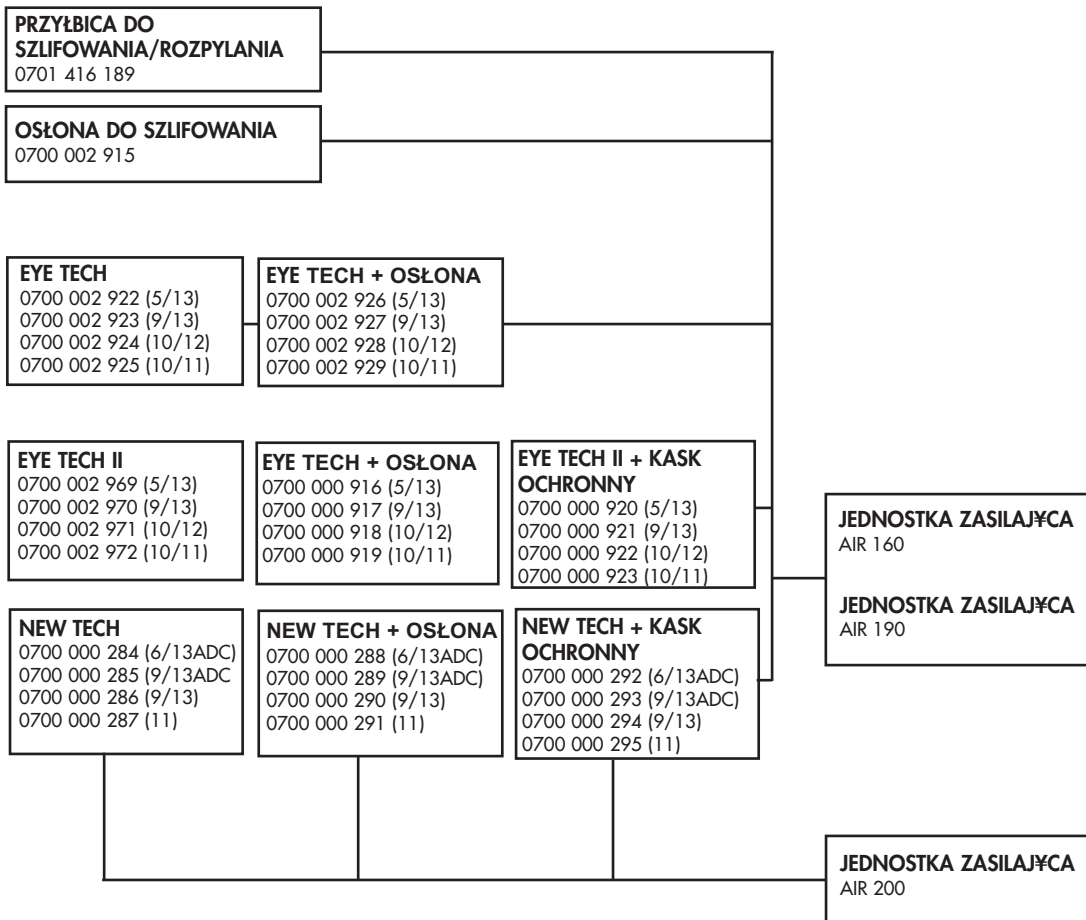 PRZYŁBICA DO
SZLIFOWANIA/ROZPYLANIA
0701 416 189
OSŁONA DO SZLIFOWANIA
0700 002 915
EYE TECH
0700 002 922 (5/13)
0700 002 923 (9/13)
0700 002 924 (10/12)
0700 002 925 (10/11)
EYE TECH + OSŁONA
0700 002 926 (5/13)
0700 002 927 (9/13)
0700 002 928 (10/12)
0700 002 929 (10/11)
EYE TECH II
0700 002 969 (5/13)
0700 002 970 (9/13)
0700 002 971 (10/12)
0700 002 972 (10/11)
EYE TECH + OSŁONA
0700 000 916 (5/13)
0700 000 917 (9/13)
0700 000 918 (10/12)
0700 000 919 (10/11)
EYE TECH II + KASK
OCHRONNY
0700 000 920 (5/13)
0700 000 921 (9/13)
0700 000 922 (10/12)
0700 000 923 (10/11)
JEDNOSTKA ZASILAJ¥CA
AIR 160
JEDNOSTKA ZASILAJ¥CA
AIR 190
NEW TECH
0700 000 284 (6/13ADC)
0700 000 285 (9/13ADC
0700 000 286 (9/13)
0700 000 287 (11)
NEW TECH + OSŁONA
0700 000 288 (6/13ADC)
0700 000 289 (9/13ADC)
0700 000 290 (9/13)
0700 000 291 (11)
NEW TECH + KASK
OCHRONNY
0700 000 292 (6/13ADC)
0700 000 293 (9/13ADC)
0700 000 294 (9/13)
0700 000 295 (11)
JEDNOSTKA ZASILAJ¥CA
AIR 200